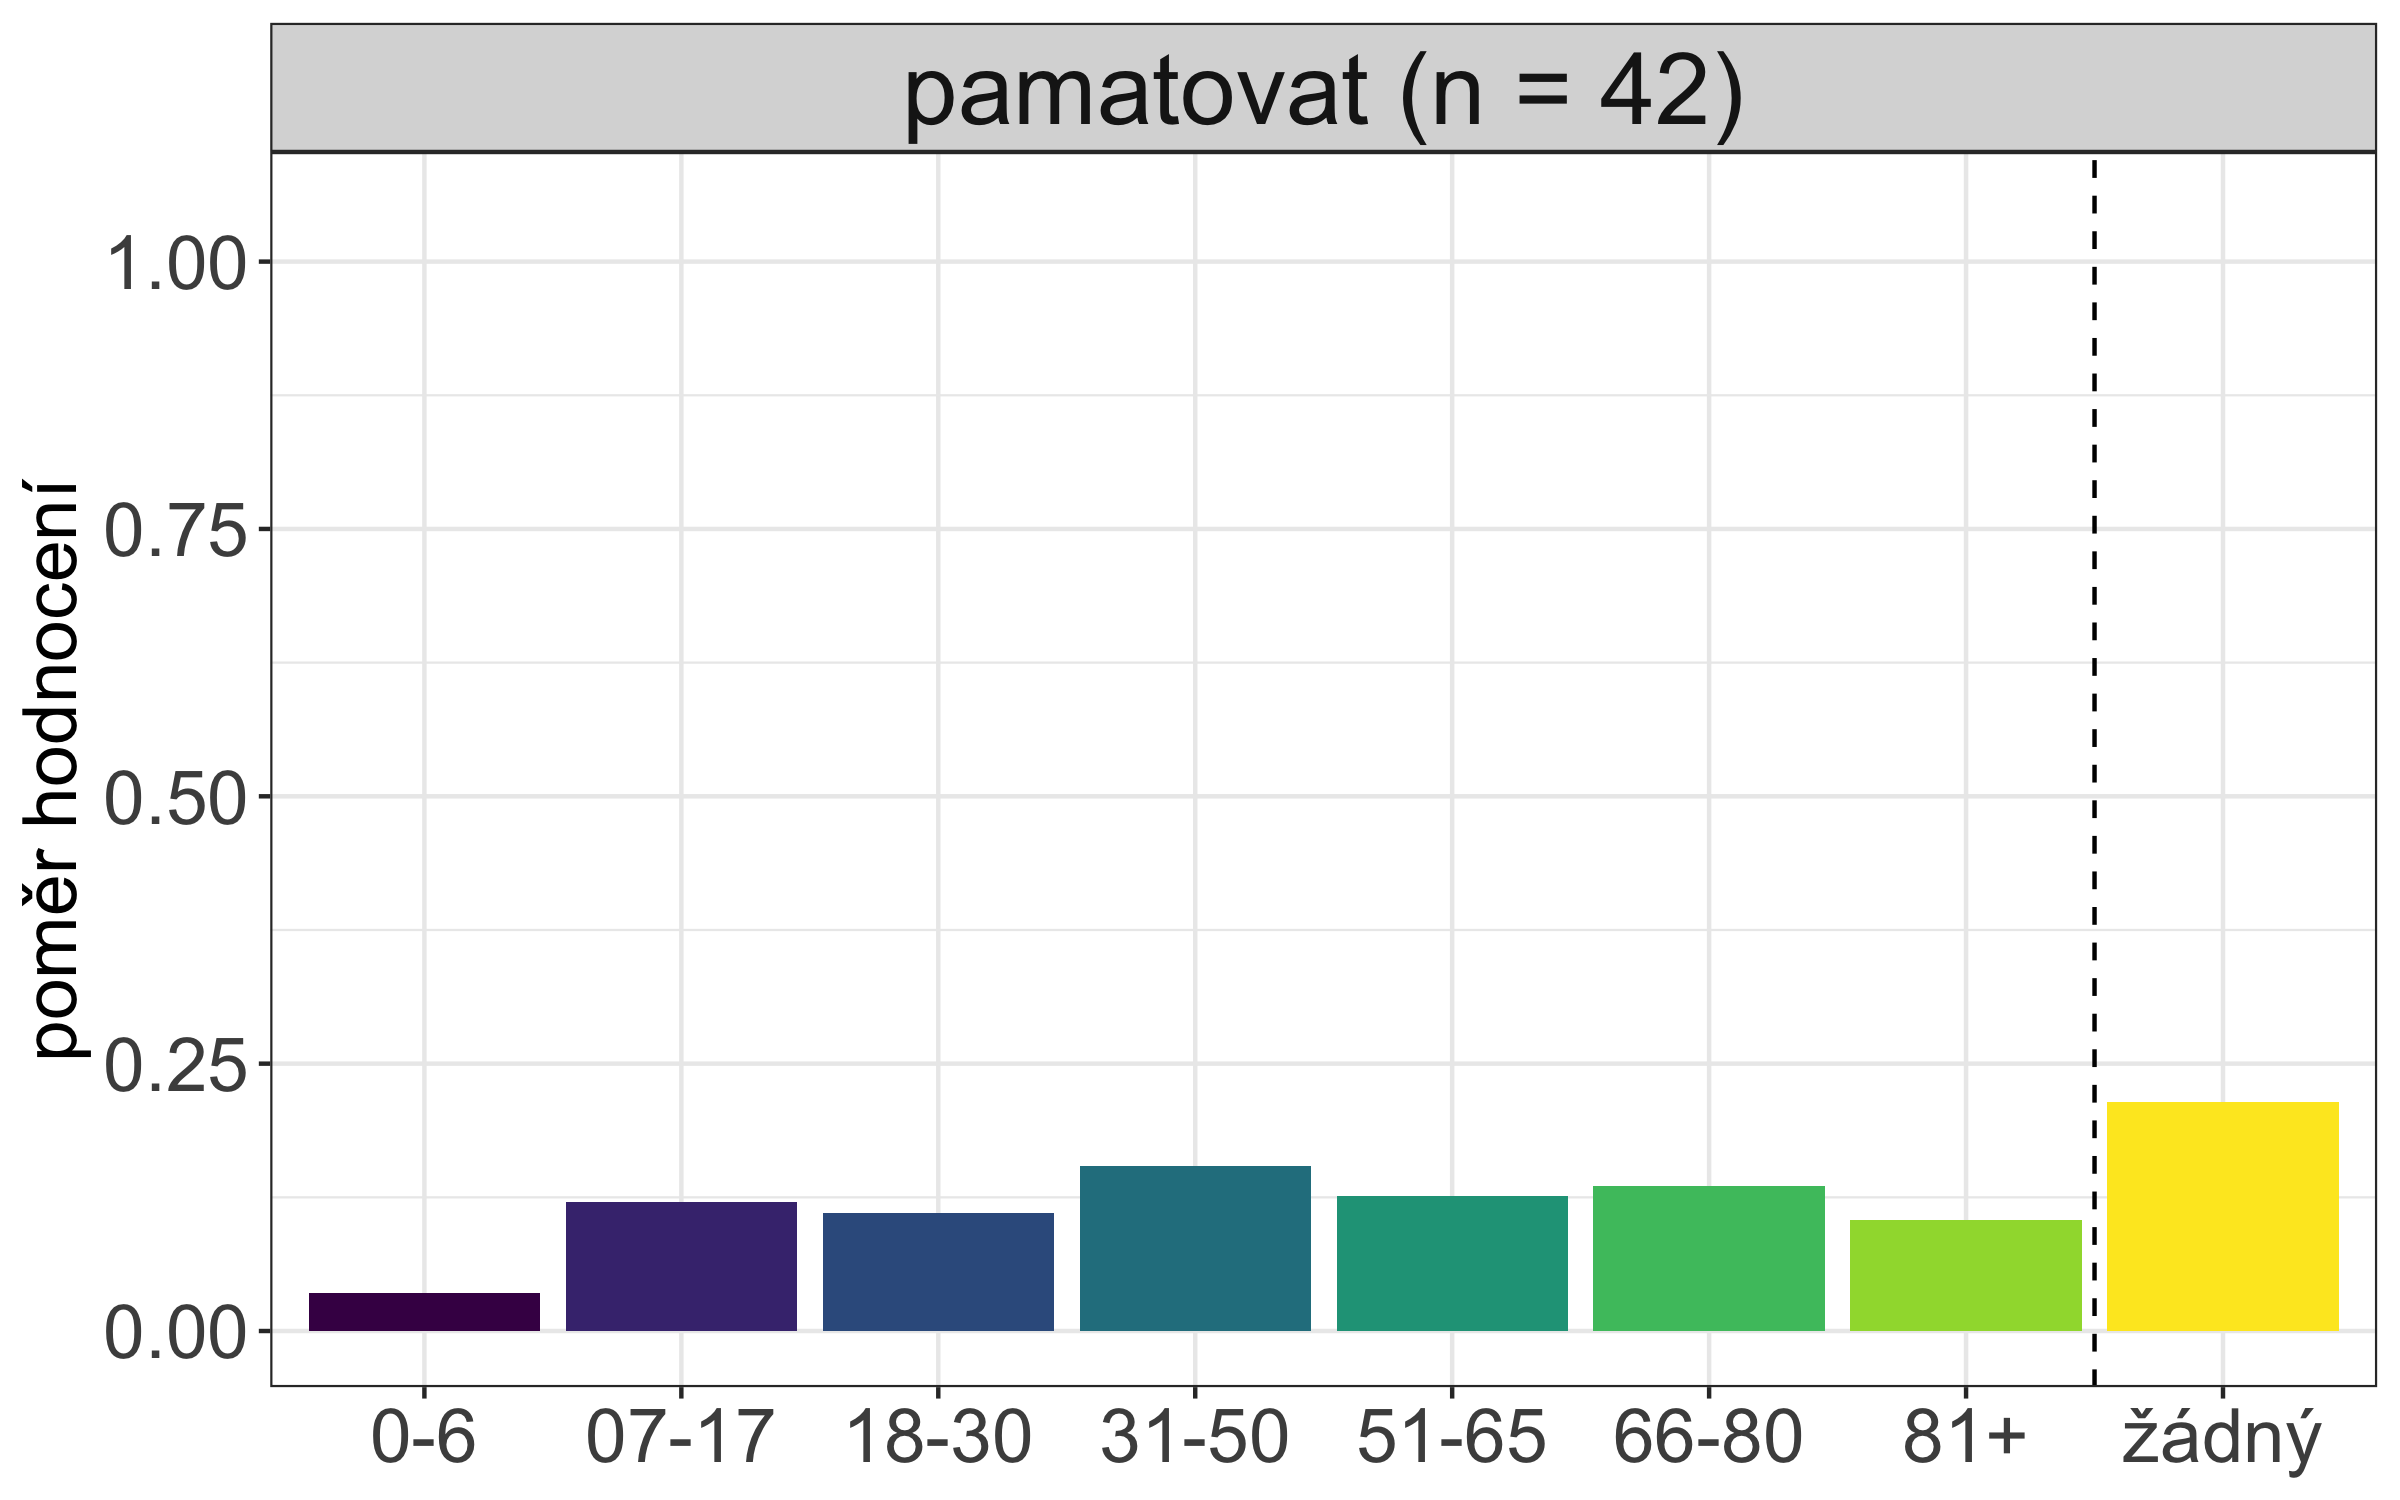 pamatovat (n = 42)
poměr hodnocení
1.00
0.75
0.50
0.25
0.00
0-6 07-17 18-30 31-50 51-65 66-80 81+ žádný